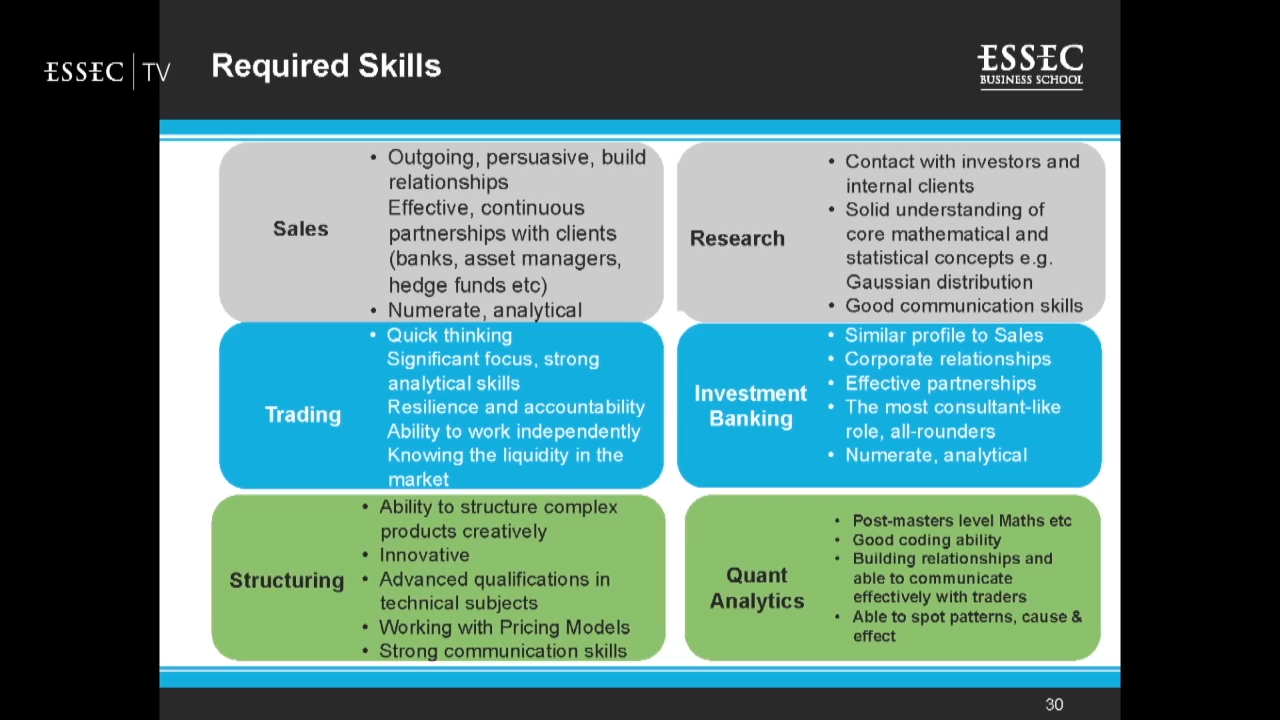 ESSEC | TV
Required Skills
ESSEC
BUSINESS SCHOOL
Sales
• Outgoing, persuasive, build
relationships
Effective, continuous
partnerships with clients
(banks, asset managers,
hedge funds etc)
• Numerate, analytical
Research
• Contact with investors and
internal clients
• Solid understanding of
core mathematical and
statistical concepts e.g.
Gaussian distribution
• Good communication skills
Trading
• Quick thinking
Significant focus, strong
analytical skills
Resilience and accountability
Ability to work independently
Knowing the liquidity in the
market
Investment
Banking
• Similar profile to Sales
• Corporate relationships
• Effective partnerships
• The most consultant-like
role, all-rounders
• Numerate, analytical
Structuring
• Ability to structure complex
products creatively
• Innovative
• Advanced qualifications in
technical subjects
• Working with Pricing Models
• Strong communication skills
Quant
Analytics
• Post-masters level Maths etc
• Good coding ability
• Building relationships and
able to communicate
effectively with traders
• Able to spot patterns, cause &
effect
30